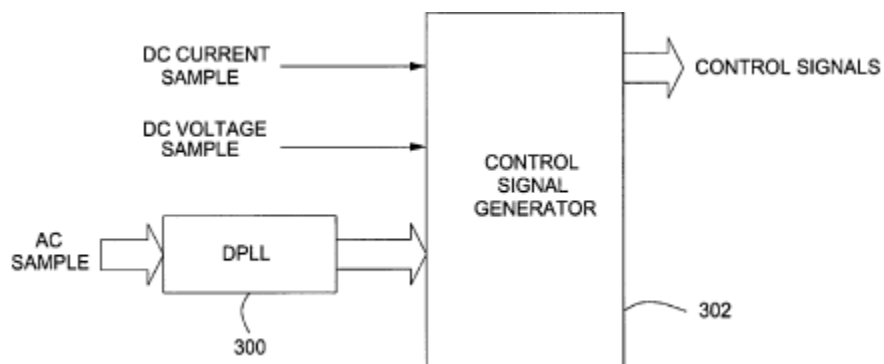 DC CURRENT
SAMPLE
CONTROL SIGNALS
DC VOLTAGE
SAMPLE
CONTROL
SIGNAL
GENERATOR
AC
SAMPLE
DPLL
300
302